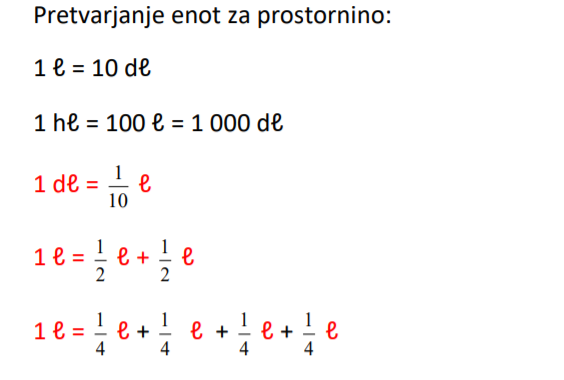 Pretvarjanje enot za prostornino:
1 ℓ = 10 dℓ
1 hℓ = 100 ℓ = 1 000 dℓ
1 dℓ = 1/10 ℓ
1 ℓ = 1/2 ℓ + 1/2 ℓ
1 ℓ = 1/4 ℓ + 1/4 ℓ + 1/4 ℓ + 1/4 ℓ